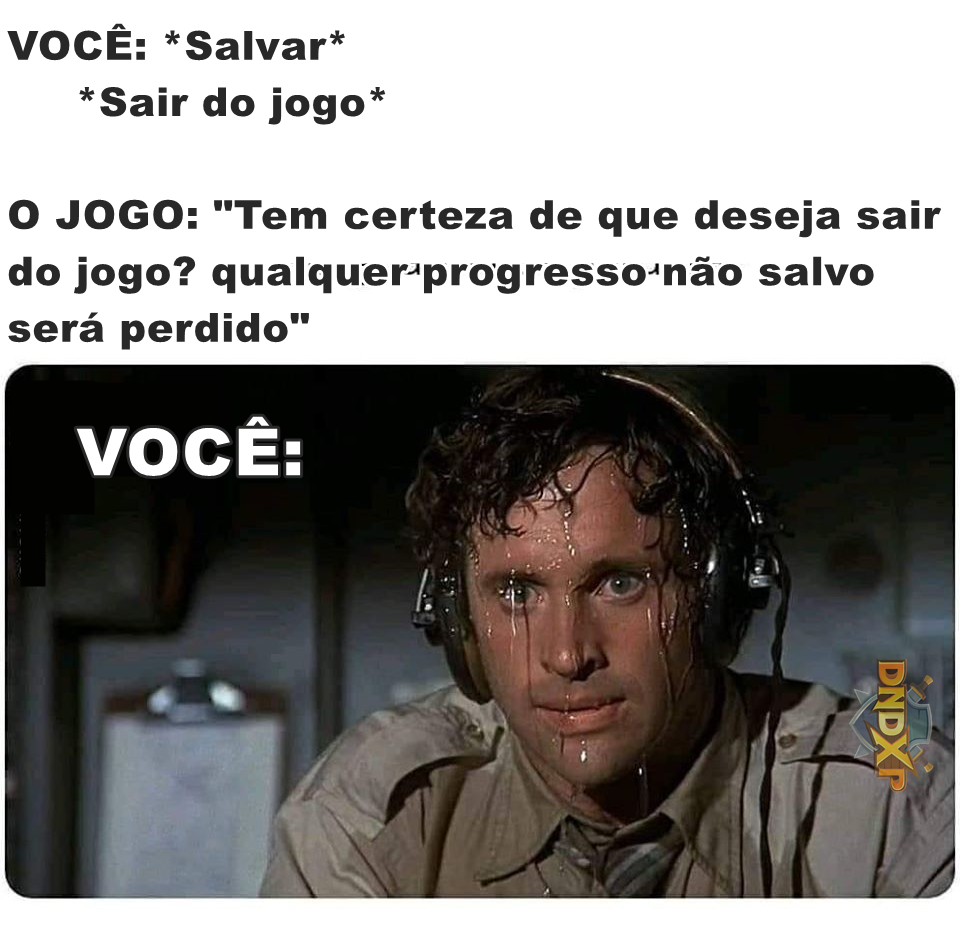 VOCÊ: *Salvar*
*Sair do jogo*
O JOGO: "Tem certeza de que deseja sair
do jogo? qualquer progresso não salvo
será perdido"
VOCÊ:
DNDXP